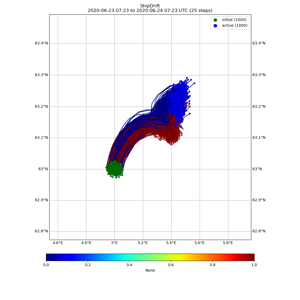 ShipDrift
2020-06-23 07:23 to 2020-06-24 07:23 UTC (25 steps)
initial (1000)
active (1000)
63.4°N
63.4°N
63.3°N
63.3°N
63.2°N
63.2°N
63.1°N
63.1°N
63°N
63°N
62.9°N
62.9°N
62.8°N
62.8°N
4.6°E
4.8°E
5°E
5.2°E
5.4°E
5.6°E
5.8°E
0.0
0.2
0.4
0.6
0.8
1.0
None